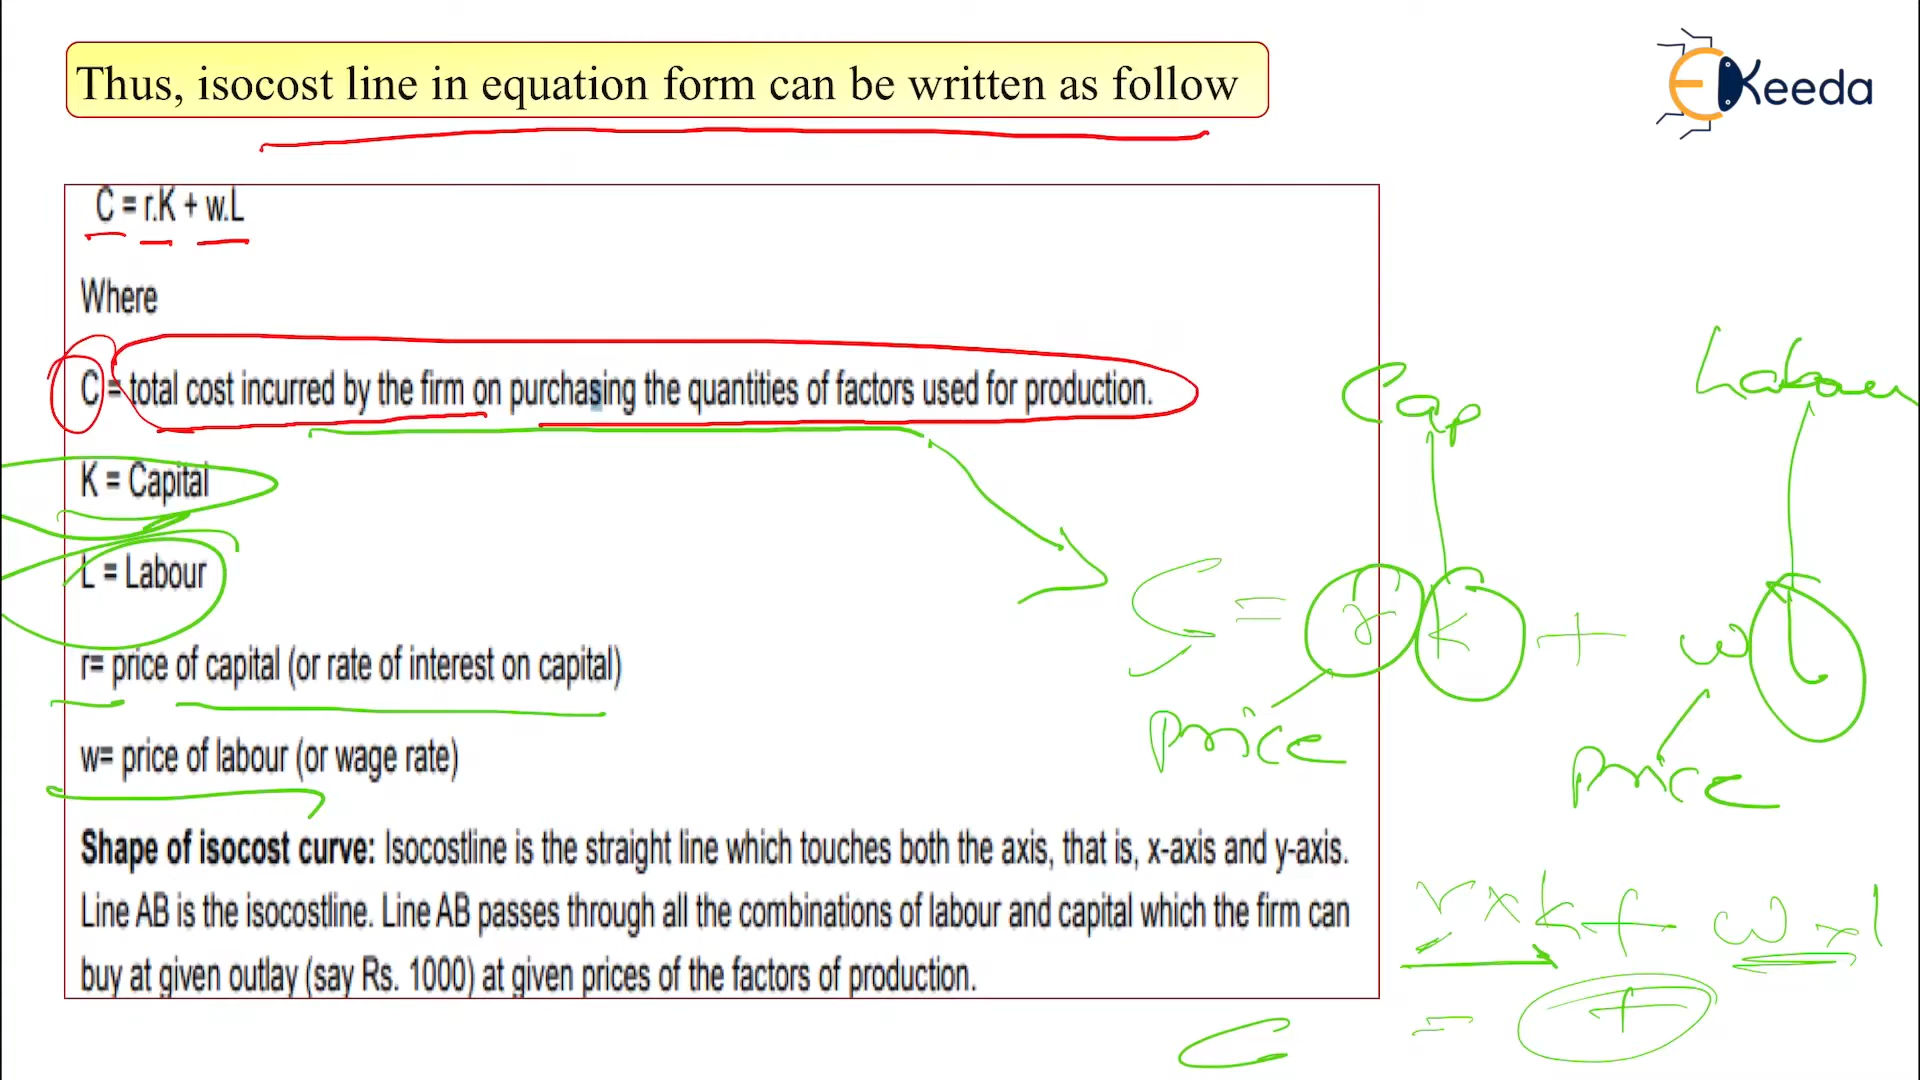 Thus, isocost line in equation form can be written as follow
EKeeda
C = r.K + w.L
Where
C = total cost incurred by the firm on purchasing the quantities of factors used for production.
K = Capital
L = Labour
r= price of capital (or rate of interest on capital)
w= price of labour (or wage rate)
Shape of isocost curve: Isocostline is the straight line which touches both the axis, that is, x-axis and y-axis.
Line AB is the isocostline. Line AB passes through all the combinations of labour and capital which the firm can
buy at given outlay (say Rs. 1000) at given prices of the factors of production.
Cap
Labour
C = r K + w L
price
price
r x k + w x l
C = +